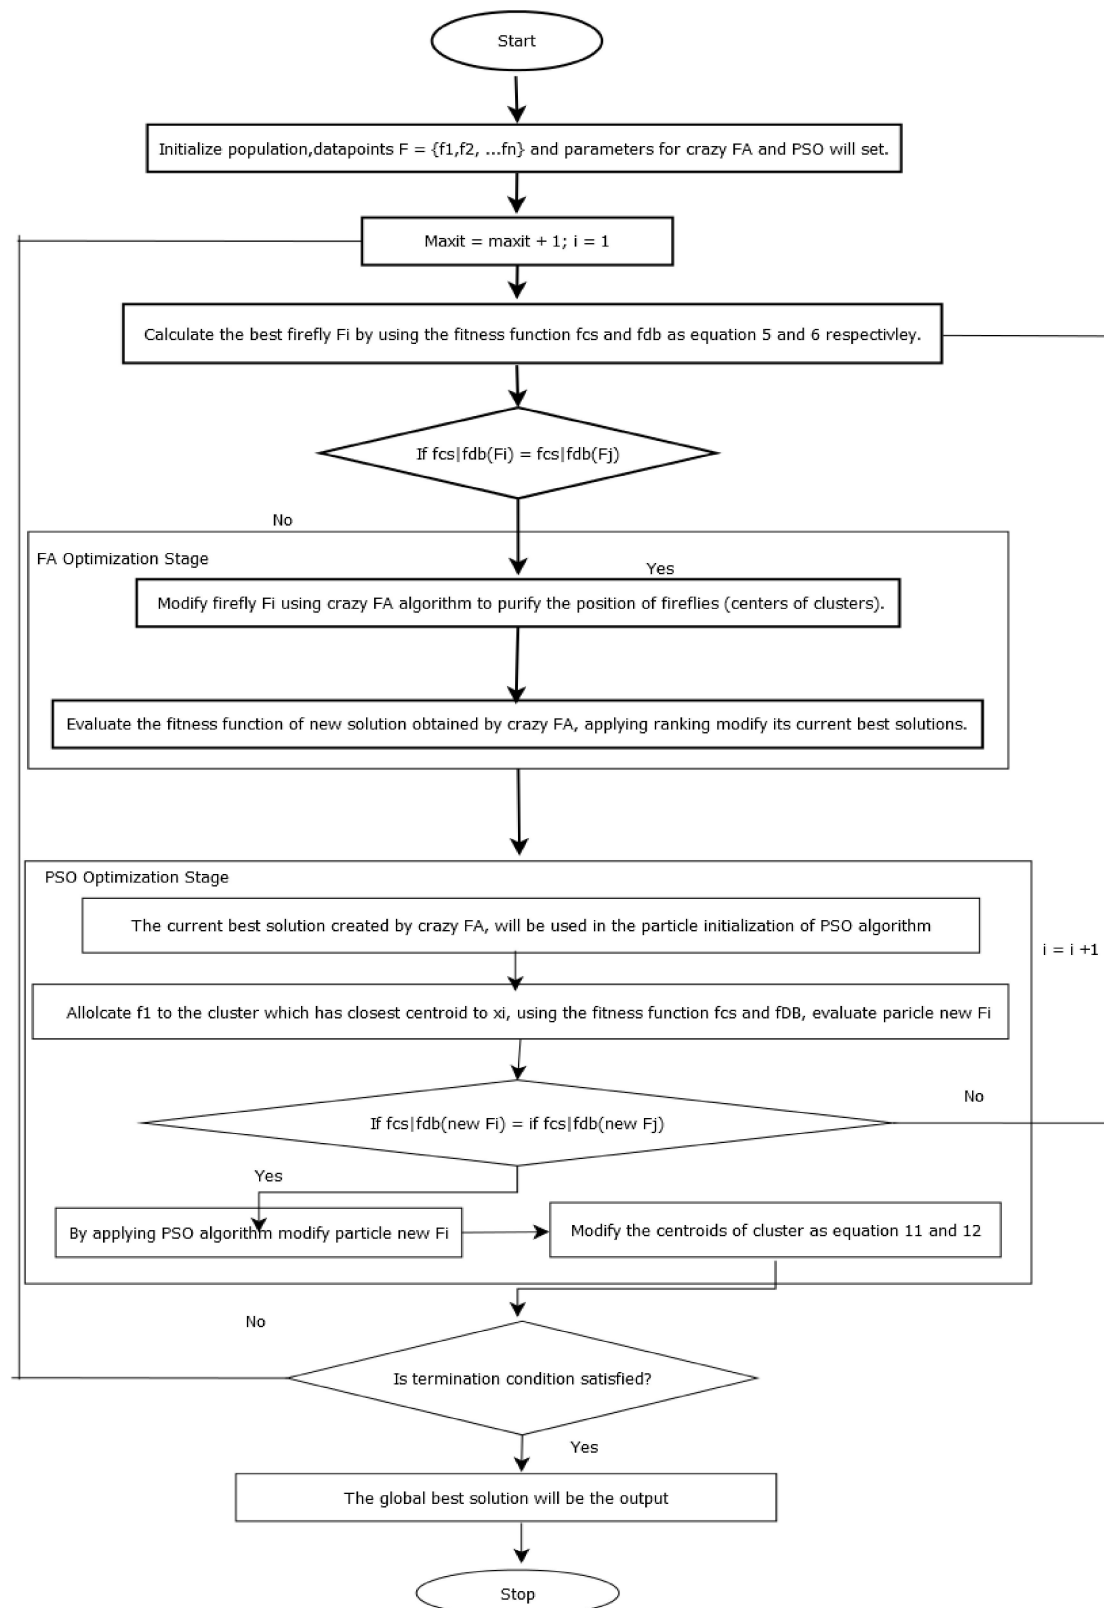 Start
Initialize population,datapoints F = {f1,f2, ...fn} and parameters for crazy FA and PSO will set.
Maxit = maxit + 1; i = 1
Calculate the best firefly Fi by using the fitness function fcs and fdb as equation 5 and 6 respectivley.
If fcs|fdb(Fi) = fcs|fdb(Fj)
No
FA Optimization Stage
Yes
Modify firefly Fi using crazy FA algorithm to purify the position of fireflies (centers of clusters).
Evaluate the fitness function of new solution obtained by crazy FA, applying ranking modify its current best solutions.
PSO Optimization Stage
The current best solution created by crazy FA, will be used in the particle initialization of PSO algorithm
i = i +1
Allolcate f1 to the cluster which has closest centroid to xi, using the fitness function fcs and fDB, evaluate paricle new Fi
No
If fcs|fdb(new Fi) = if fcs|fdb(new Fj)
Yes
By applying PSO algorithm modify particle new Fi
Modify the centroids of cluster as equation 11 and 12
No
Is termination condition satisfied?
Yes
The global best solution will be the output
Stop